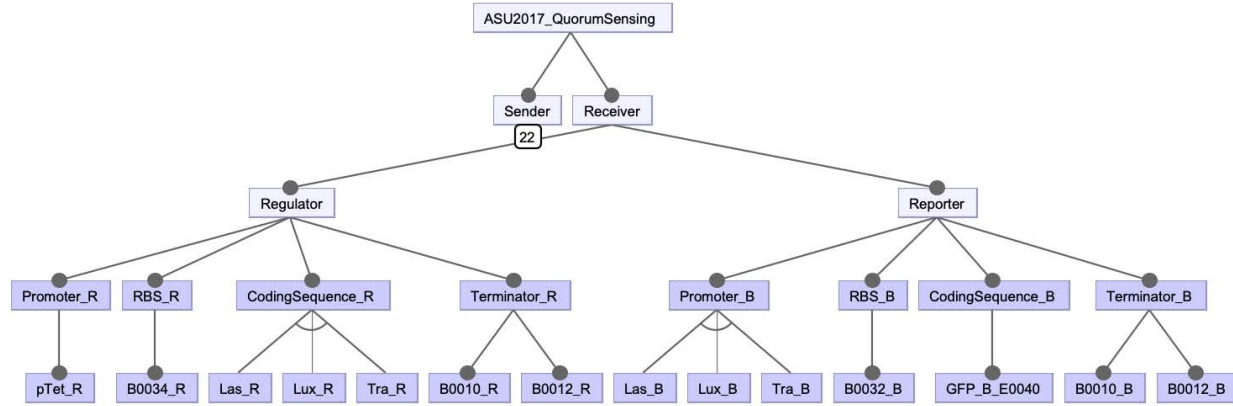 ASU2017_QuorumSensing
Sender
Receiver
22
Regulator
Reporter
Promoter_R
RBS_R
CodingSequence_R
Terminator_R
Promoter_B
RBS_B
CodingSequence_B
Terminator_B
pTet_R
B0034_R
Las_R
Lux_R
Tra_R
B0010_R
B0012_R
Las_B
Lux_B
Tra_B
B0032_B
GFP_B_E0040
B0010_B
B0012_B